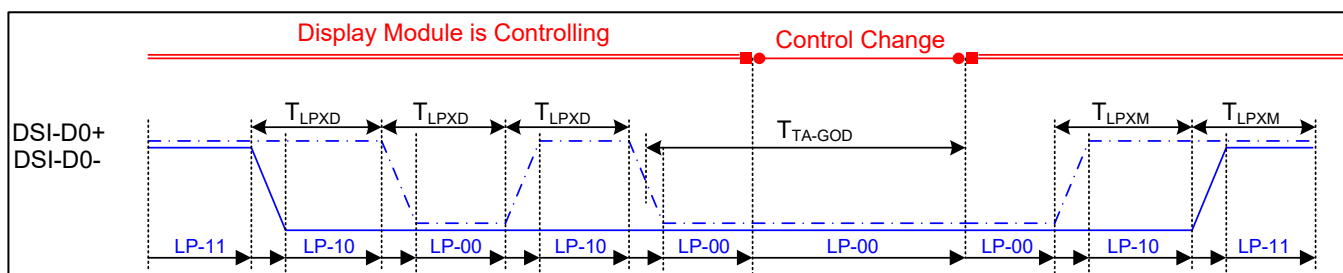 Display Module is Controlling Control Change
TLPXD TLPXD TLPXD TLPXM TLPXM
DSI-D0+
TTA-GOD
DSI-D0-
LP-11 LP-10 LP-00 LP-10 LP-00 LP-00 LP-00 LP-10 LP-11